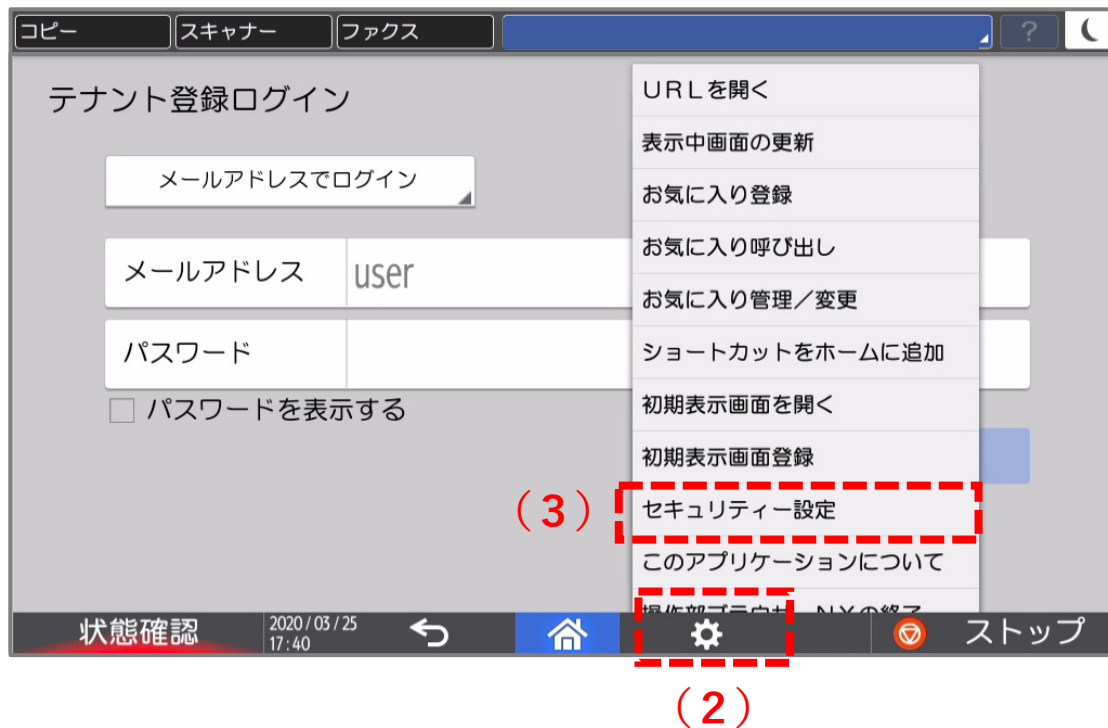 コピー
スキャナー
ファクス
?
テナント登録ログイン
メールアドレスでログイン
メールアドレス
user
パスワード
パスワードを表示する
URLを開く
表示中画面の更新
お気に入り登録
お気に入り呼び出し
お気に入り管理/変更
ショートカットをホームに追加
初期表示画面を開く
初期表示画面登録
(3)
セキュリティー設定
このアプリケーションについて
状態確認
2020/03/25
17:40
ストップ
(2)